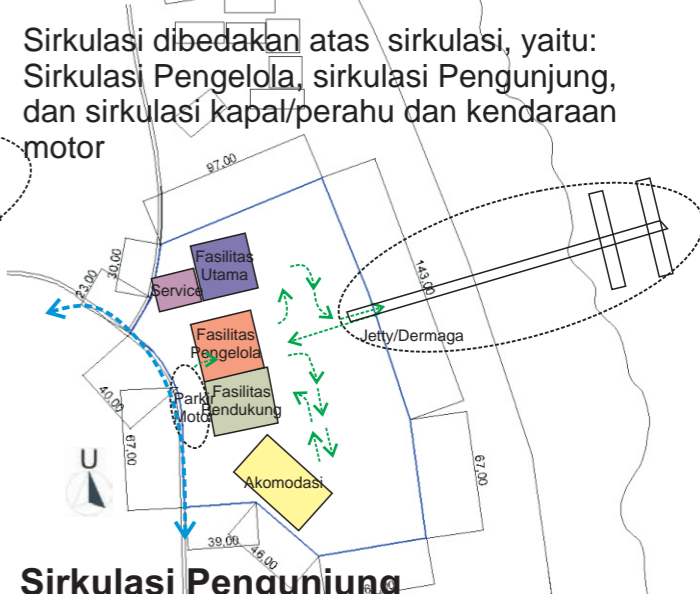 Sirkulasi dibedakan atas sirkulasi, yaitu:
Sirkulasi Pengelola, sirkulasi Pengunjung,
dan sirkulasi kapal/perahu dan kendaraan
motor
97,00
Fasilitas
Utama
30,00
23,00
Service
143,00
Fasilitas
Pengelola
Jetty/Dermaga
Parkir
Motor
Fasilitas
Pendukung
40,00
67,00
U
Akomodasi
67,00
39,00
46,00
Sirkulasi Pengunjung